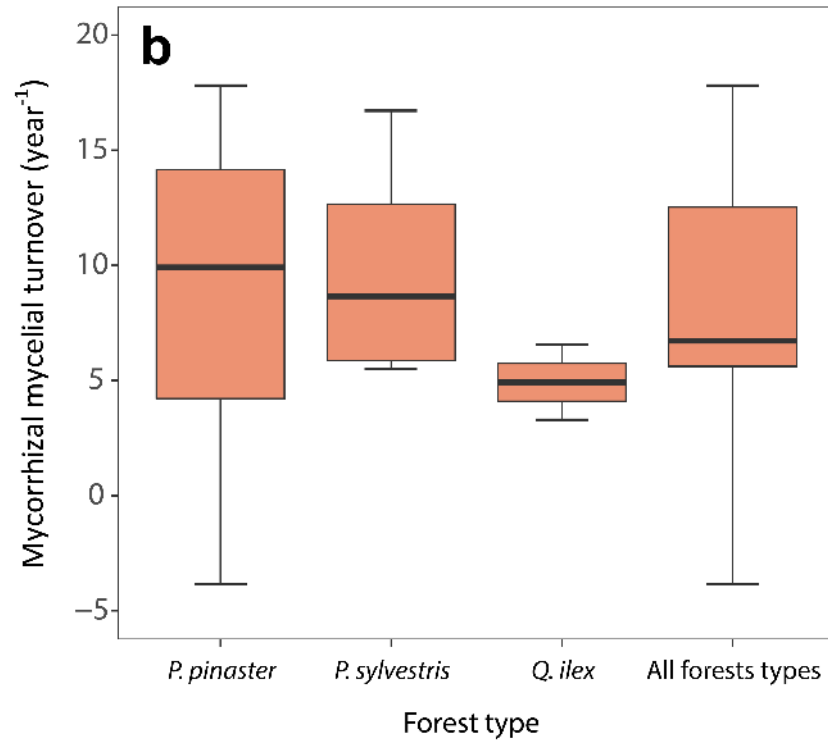 b
Mycorrhizal mycelial turnover (year⁻¹)
20
15
10
5
0
−5
P. pinaster P. sylvestris Q. ilex All forests types
Forest type